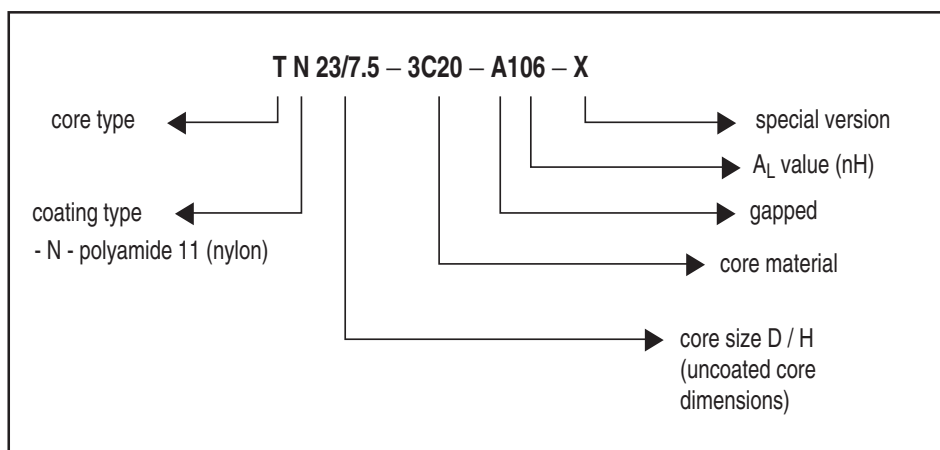 T N 23/7.5 – 3C20 – A106 – X
core type
special version
A_L value (nH)
coating type
gapped
- N - polyamide 11 (nylon)
core material
core size D / H
(uncoated core
dimensions)